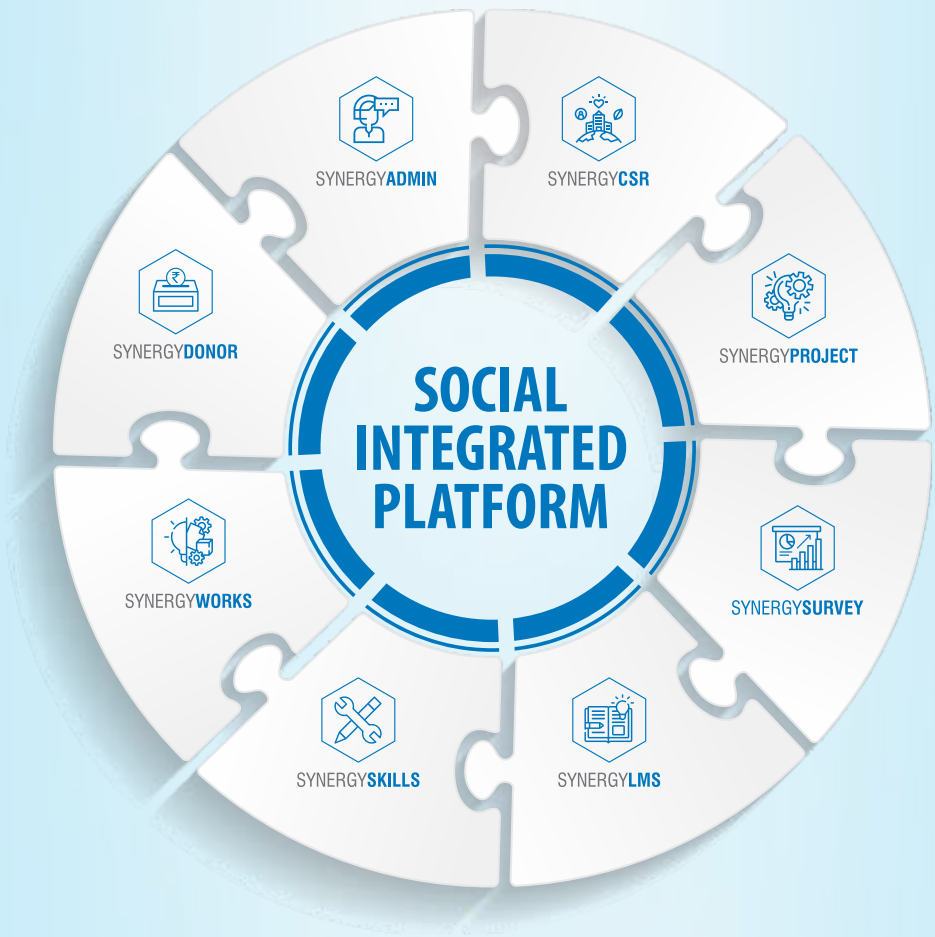 SYNERGYADMIN
SYNERGYCSR
SYNERGYDONOR
SYNERGYPROJECT
SOCIAL
INTEGRATED
PLATFORM
SYNERGYWORKS
SYNERGYSURVEY
SYNERGYSKILLS
SYNERGYLMS